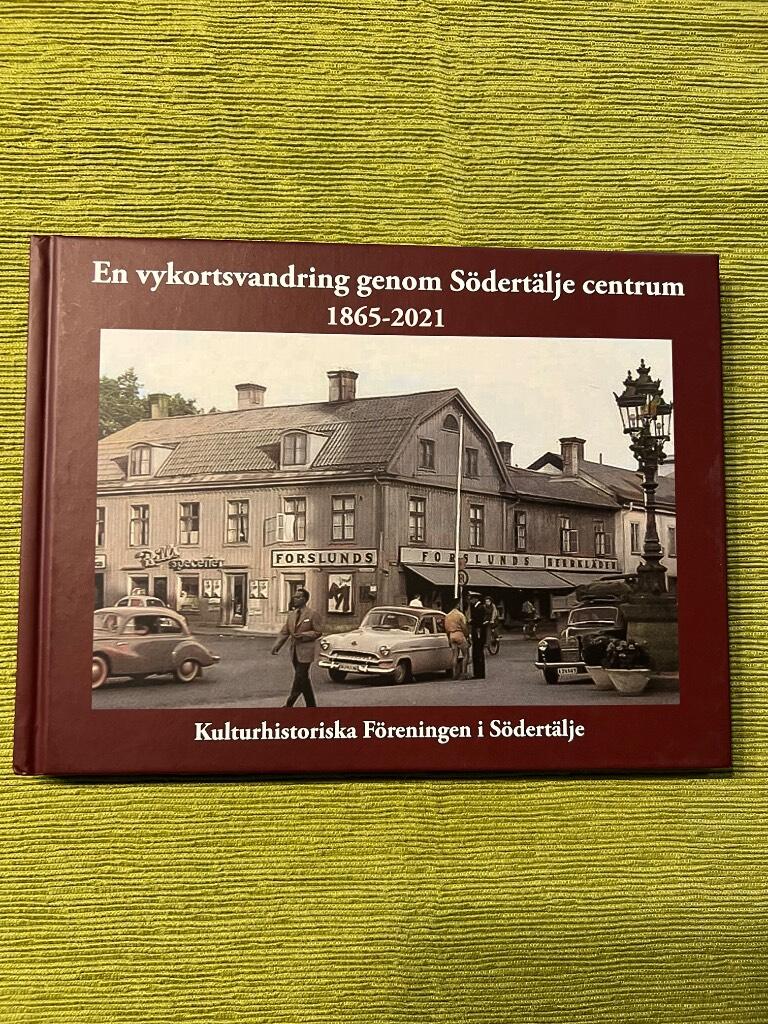 En vykortsvandring genom Södertälje centrum
1865-2021
FORSLUNDS
FORSLUNDS HERRKLÄDER
Kulturhistoriska Föreningen i Södertälje